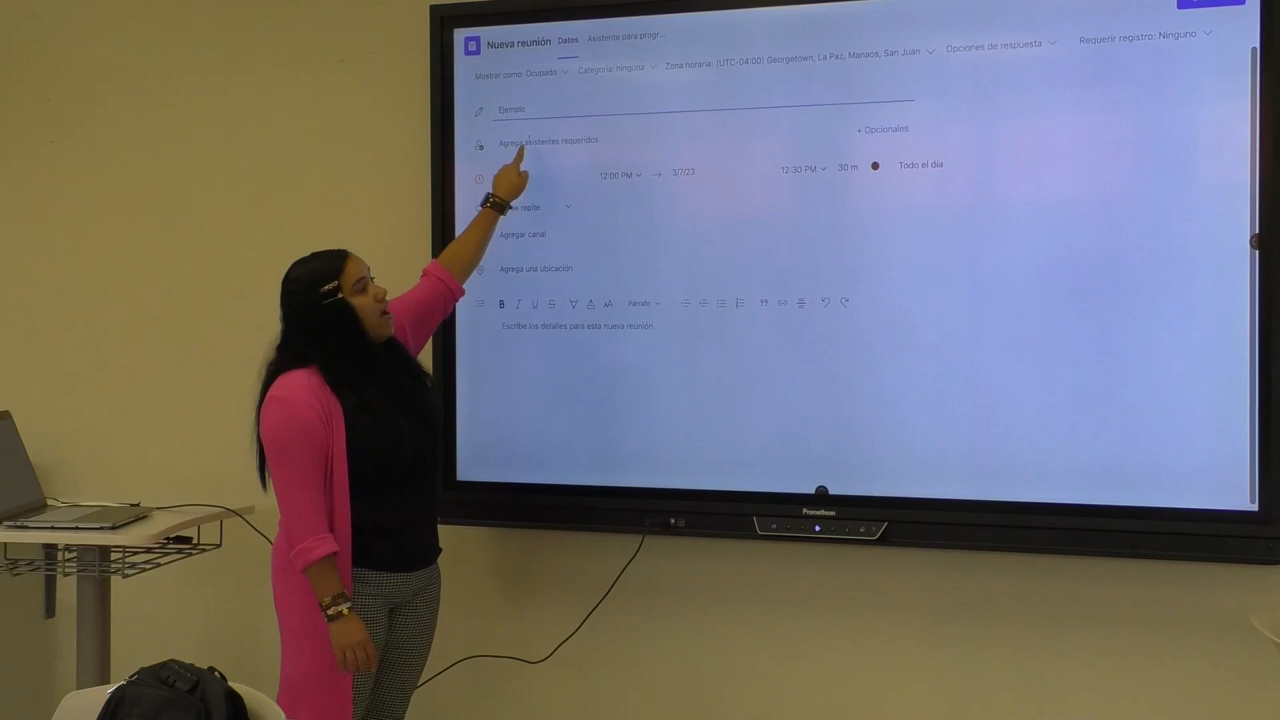 Nueva reunión Datos Asistente para progr...
Mostrar como: Ocupado Categoría: ninguna Zona horaria: (UTC-04:00) Georgetown, La Paz, Manaos, San Juan Opciones de respuesta Requerir registro: Ninguno
Ejemplo
Agrega asistentes requeridos + Opcionales
12:00 PM → 3/7/23 12:30 PM 30 m Todo el día
se repite
Agregar canal
Agrega una ubicación
B I U S AA Párrafo
Escribe los detalles para esta nueva reunión
Promethean